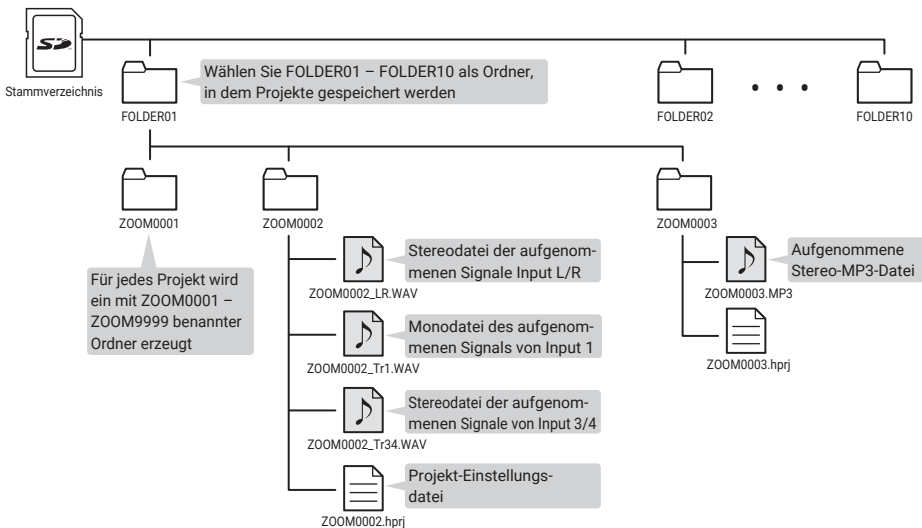 SD
Stammverzeichnis
Wählen Sie FOLDER01 – FOLDER10 als Ordner,
in dem Projekte gespeichert werden
FOLDER01
FOLDER02
FOLDER10
ZOOM0001
ZOOM0002
ZOOM0003
Für jedes Projekt wird
ein mit ZOOM0001 –
ZOOM9999 benannter
Ordner erzeugt
Stereodatei der aufgenom-
menen Signale Input L/R
ZOOM0002_LR.WAV
Monodatei des aufgenom-
menen Signals von Input 1
ZOOM0002_Tr1.WAV
Stereodatei der aufgenom-
menen Signale von Input 3/4
ZOOM0002_Tr34.WAV
Projekt-Einstellungs-
datei
ZOOM0002.hprj
Aufgenommene
Stereo-MP3-Datei
ZOOM0003.MP3
ZOOM0003.hprj